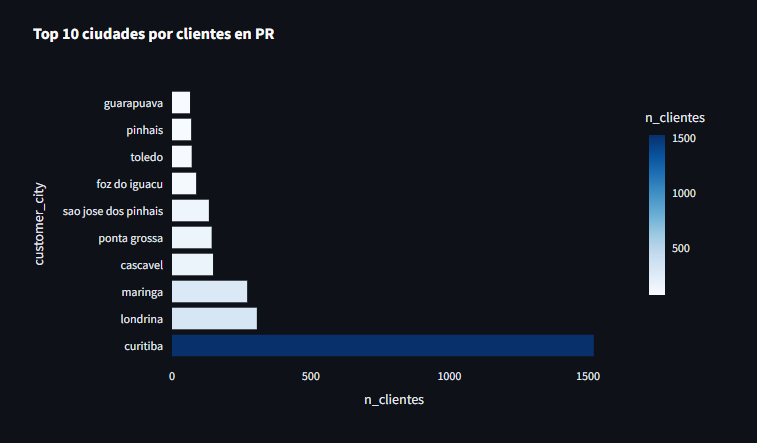 Top 10 ciudades por clientes en PR
customer_city
guarapuava
pinhais
toledo
foz do iguacu
sao jose dos pinhais
ponta grossa
cascavel
maringa
londrina
curitiba
0 500 1000 1500
n_clientes
n_clientes
1500
1000
500